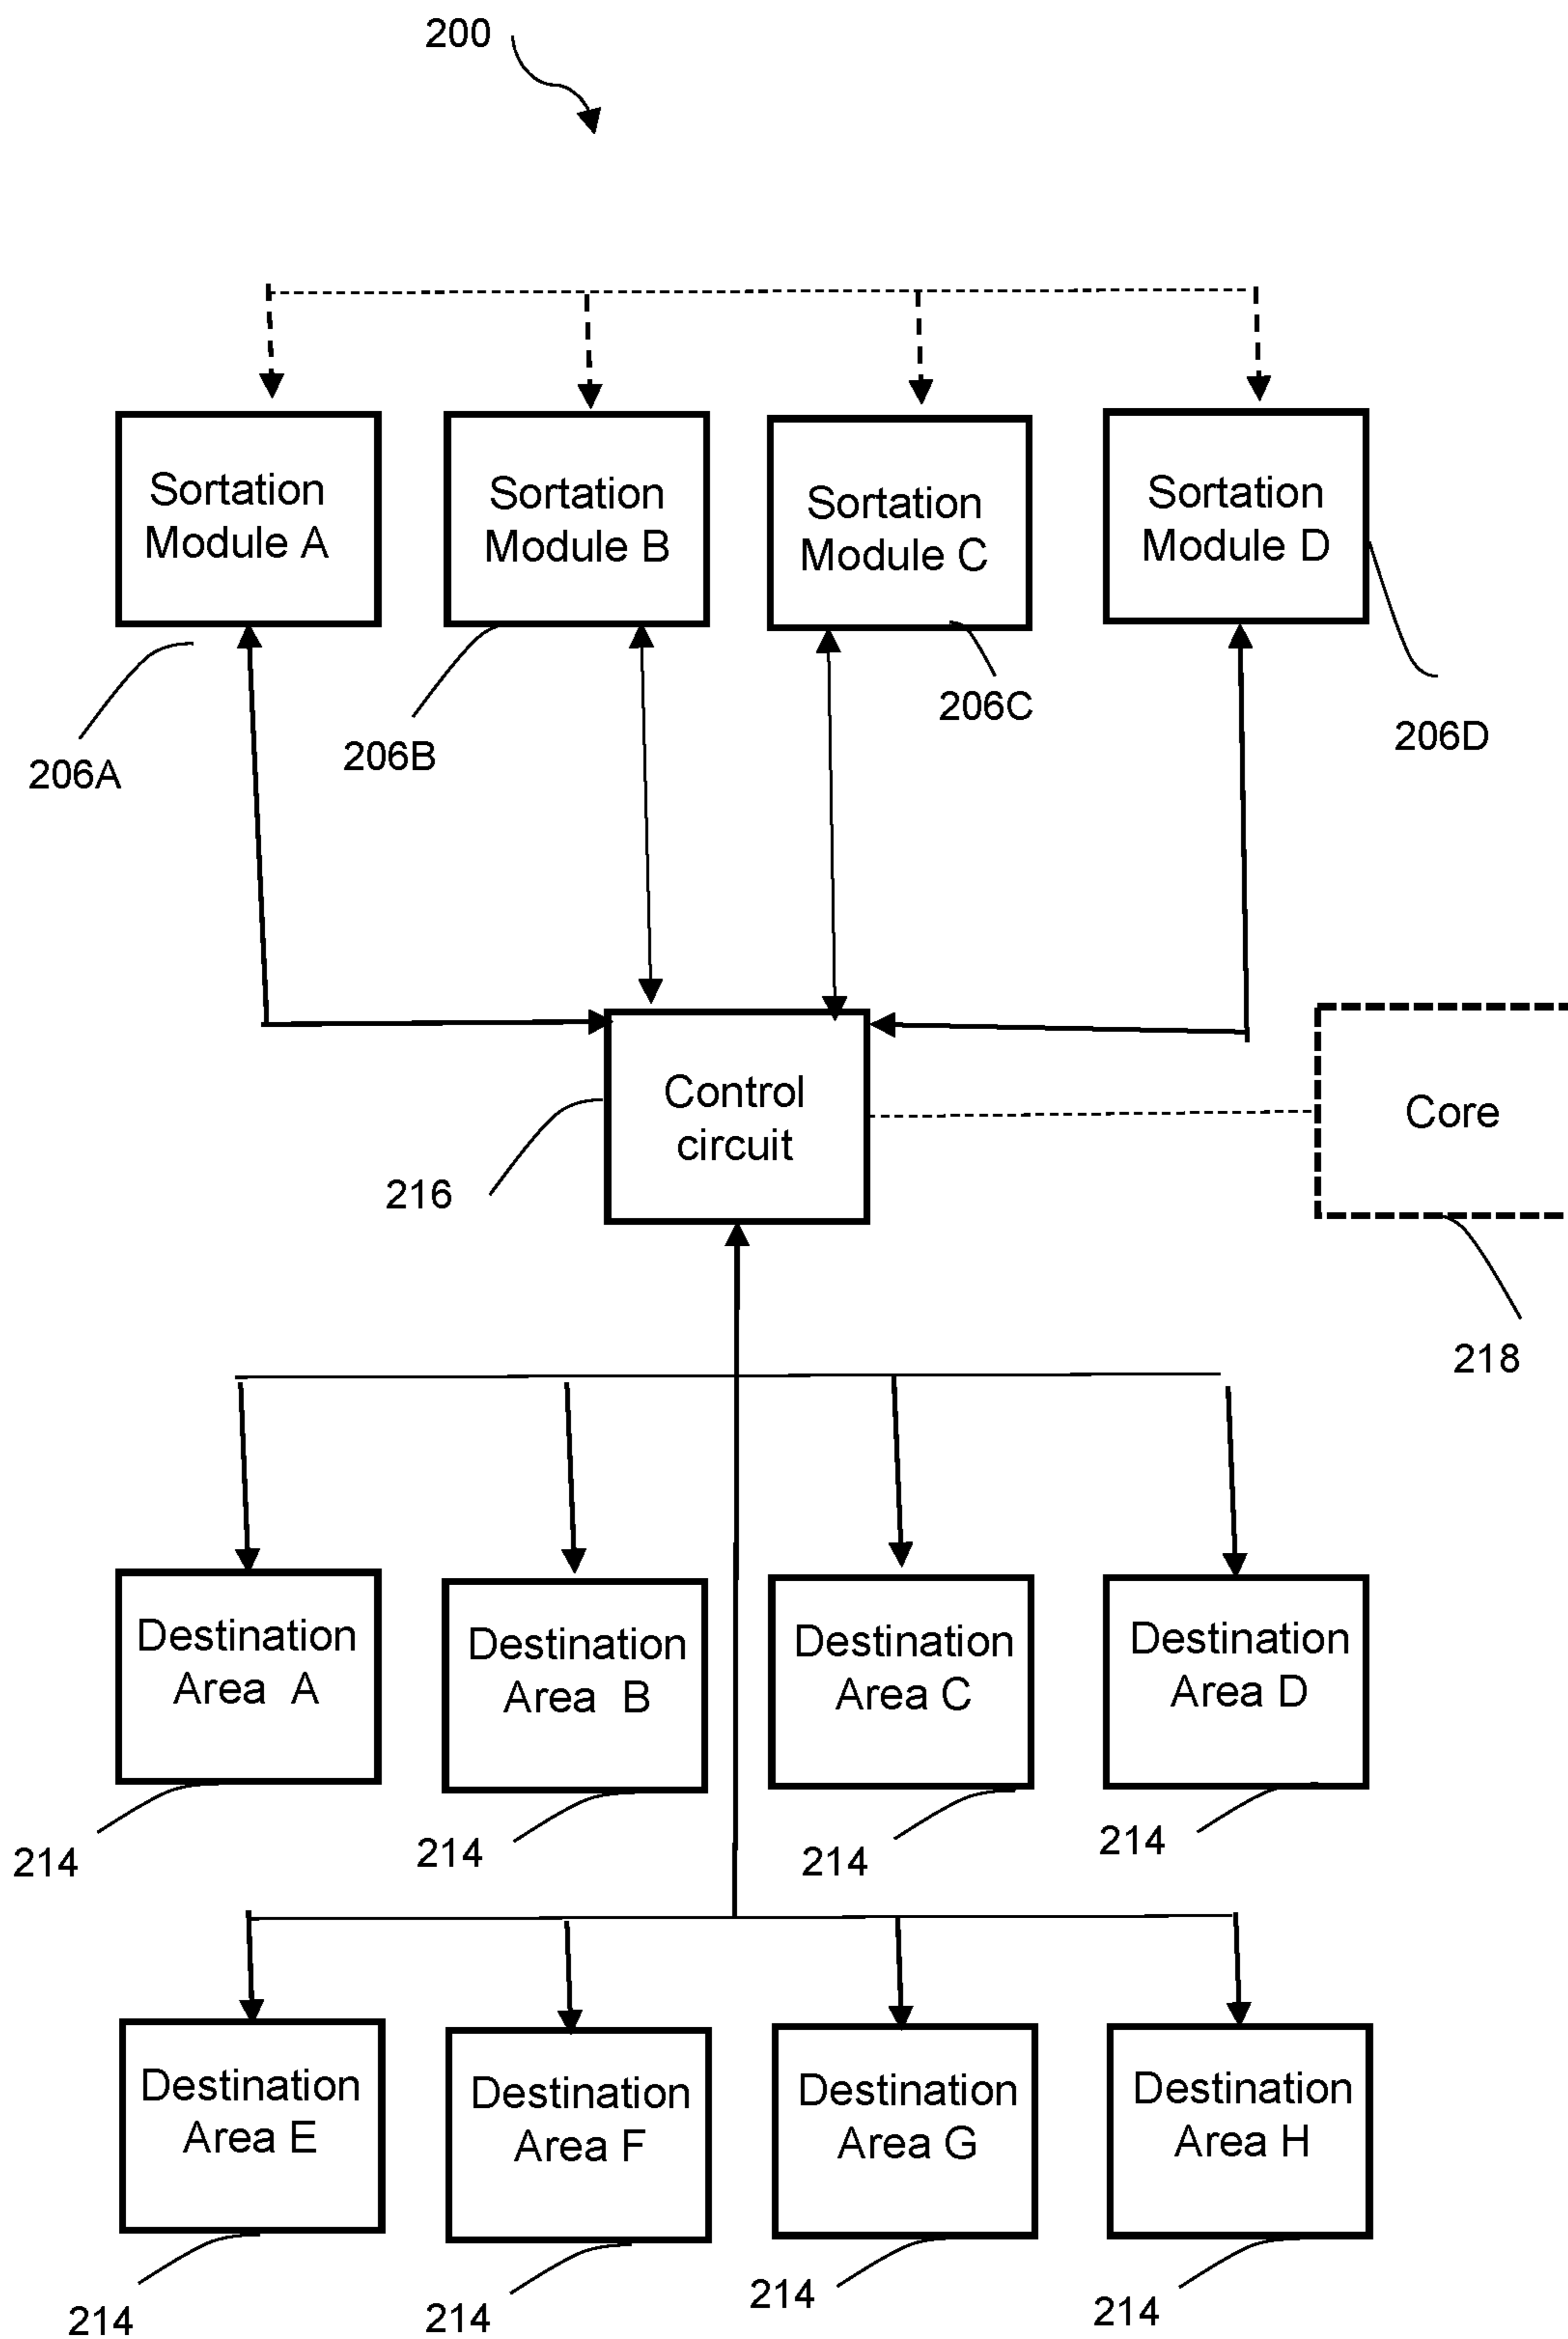 200
Sortation
Module A
Sortation
Module B
Sortation
Module C
Sortation
Module D
206A
206B
206C
206D
Control
circuit
Core
216
218
Destination
Area A
Destination
Area B
Destination
Area C
Destination
Area D
214
214
214
214
Destination
Area E
Destination
Area F
Destination
Area G
Destination
Area H
214
214
214
214